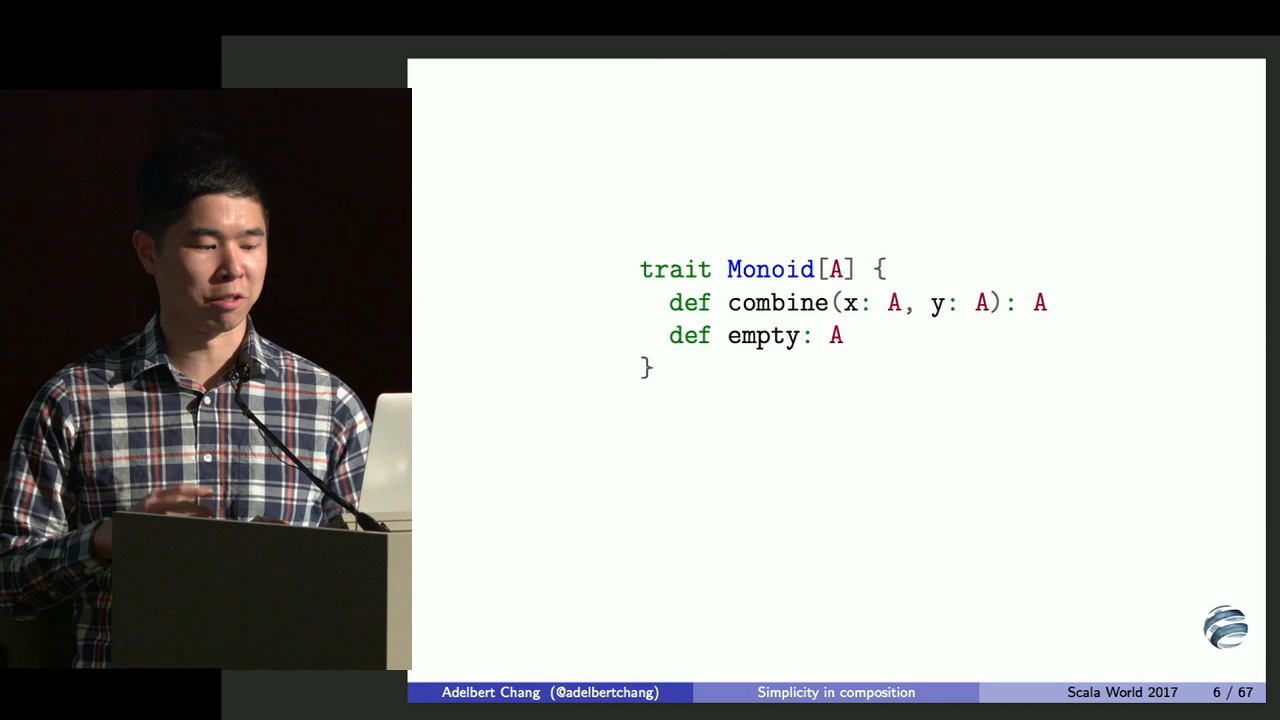 trait Monoid[A] {
  def combine(x: A, y: A): A
  def empty: A
}
Adelbert Chang (@adelbertchang) Simplicity in composition Scala World 2017 6 / 67